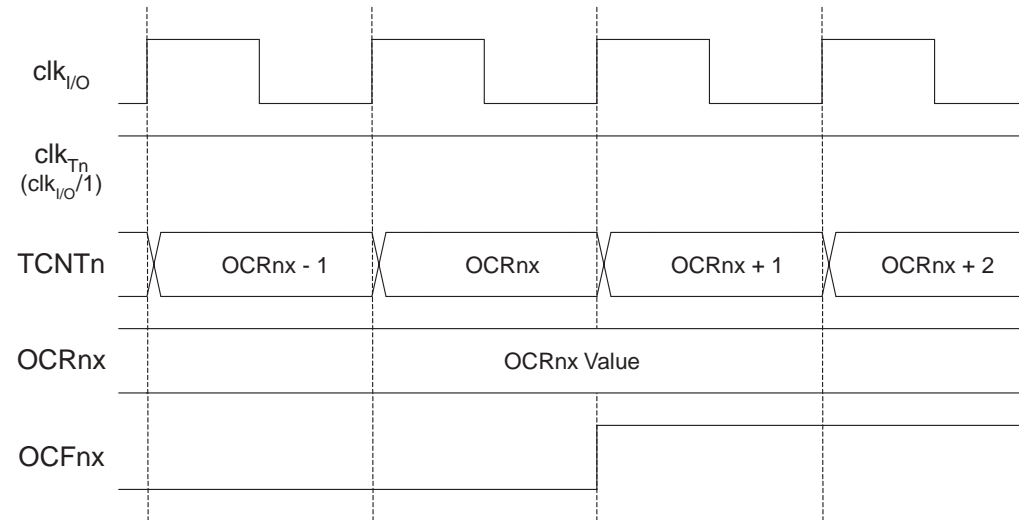 clkI/O
clkTn
(clkI/O/1)
TCNTn
OCRnx - 1
OCRnx
OCRnx + 1
OCRnx + 2
OCRnx
OCRnx Value
OCFnx